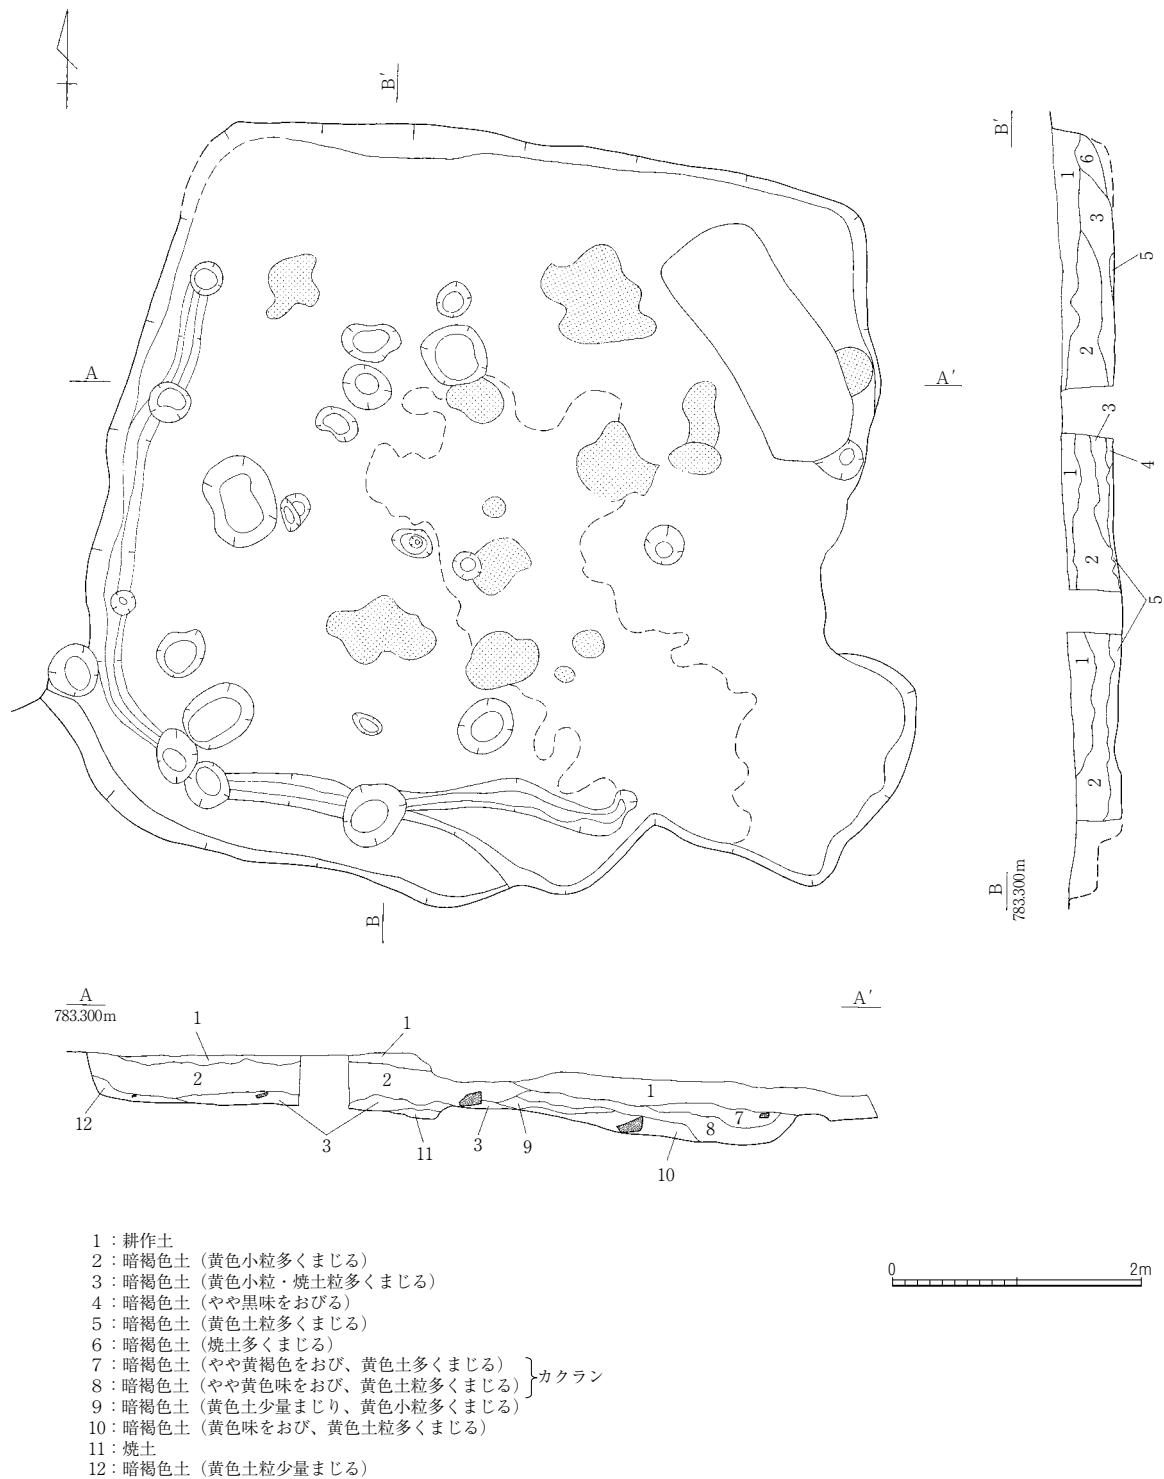 B′
B′
1
6
3
5
2
A
A′
3
1
4
2
5
1
2
B
783.300m
B
A
783.300m
A′
1
1
2
2
1
7
8
12
3
11
3
9
10
1：耕作土
2：暗褐色土（黄色小粒多くまじる）
3：暗褐色土（黄色小粒・焼土粒多くまじる）
4：暗褐色土（やや黒味をおびる）
5：暗褐色土（黄色土粒多くまじる）
6：暗褐色土（焼土多くまじる）
7：暗褐色土（やや黄褐色をおび、黄色土多くまじる）
8：暗褐色土（やや黄色味をおび、黄色土粒多くまじる）
カクラン
9：暗褐色土（黄色土少量まじり、黄色小粒多くまじる）
10：暗褐色土（黄色味をおび、黄色土粒多くまじる）
11：焼土
12：暗褐色土（黄色土粒少量まじる）
0
2m